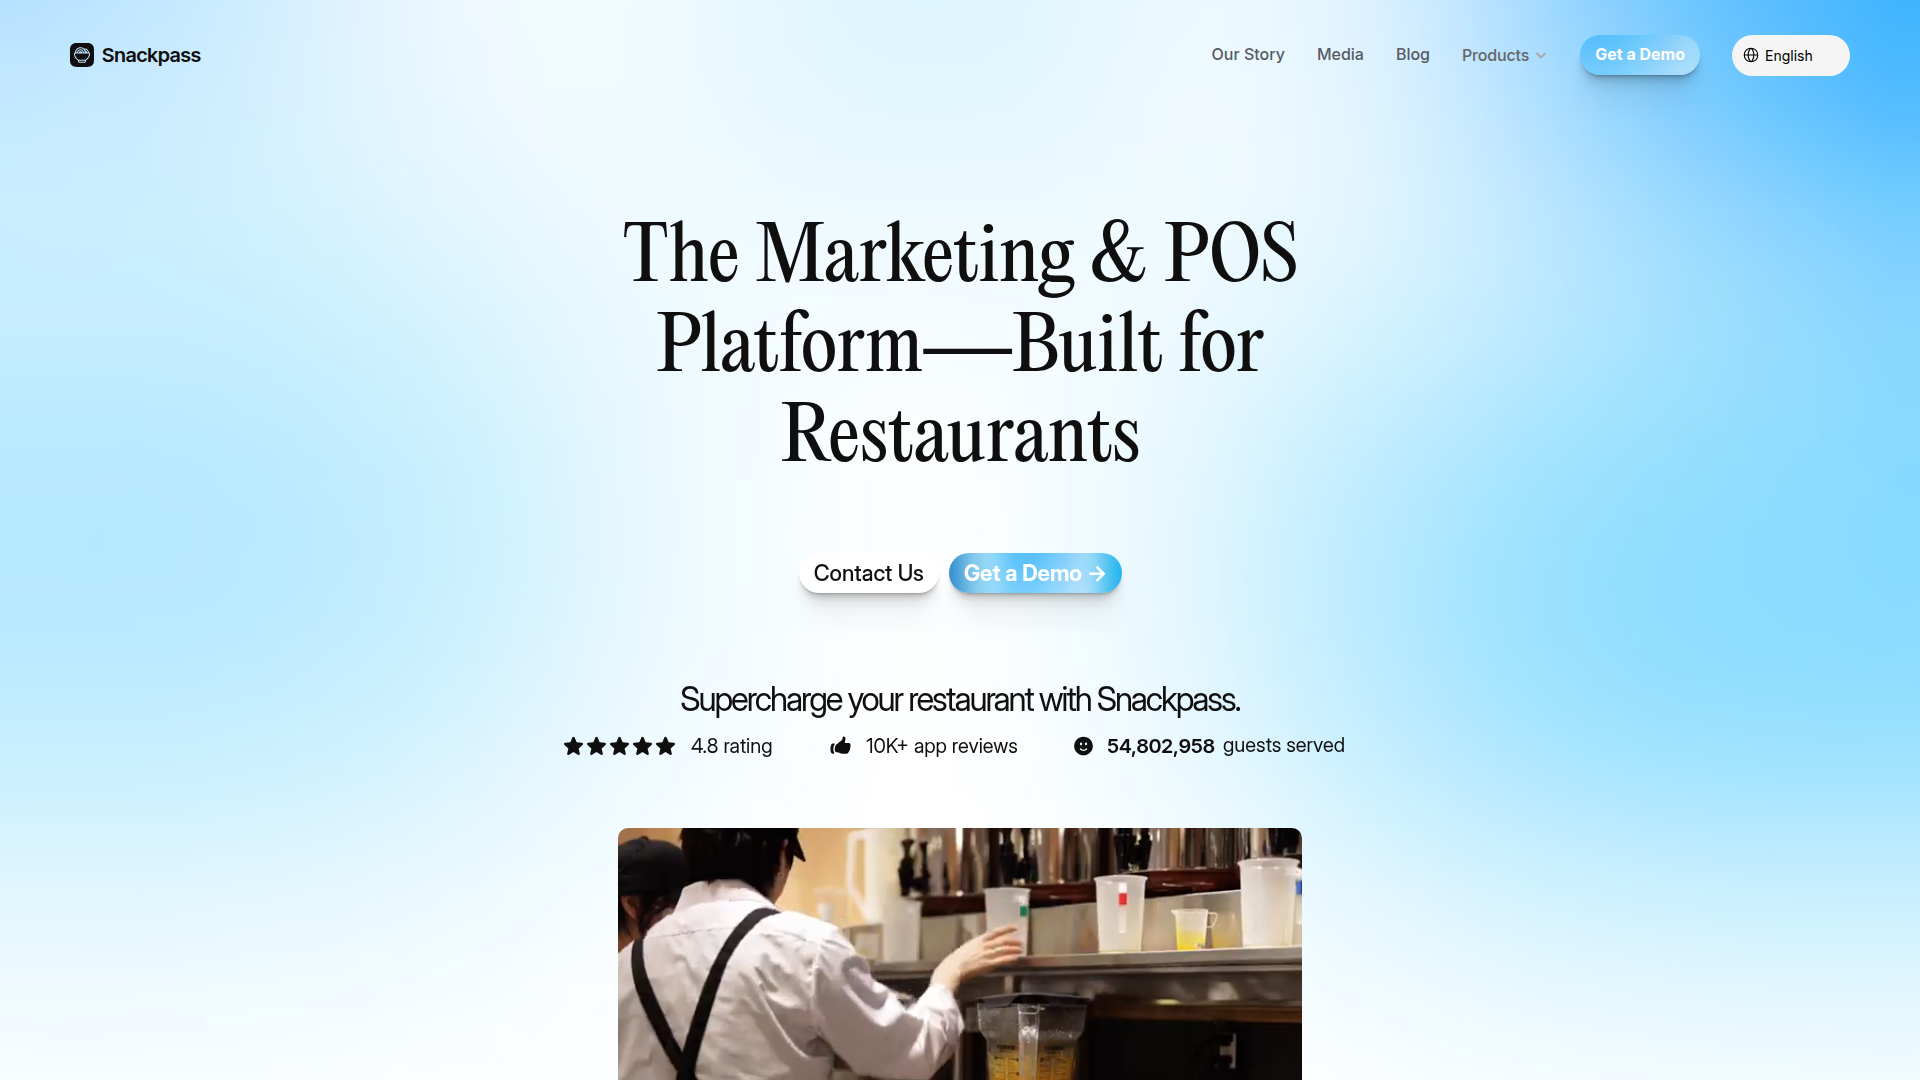 Snackpass
Our Story
Media
Blog
Products
Get a Demo
English
The Marketing & POS
Platform—Built for
Restaurants
Contact Us
Get a Demo →
Supercharge your restaurant with Snackpass.
4.8 rating
10K+ app reviews
54,802,958 guests served